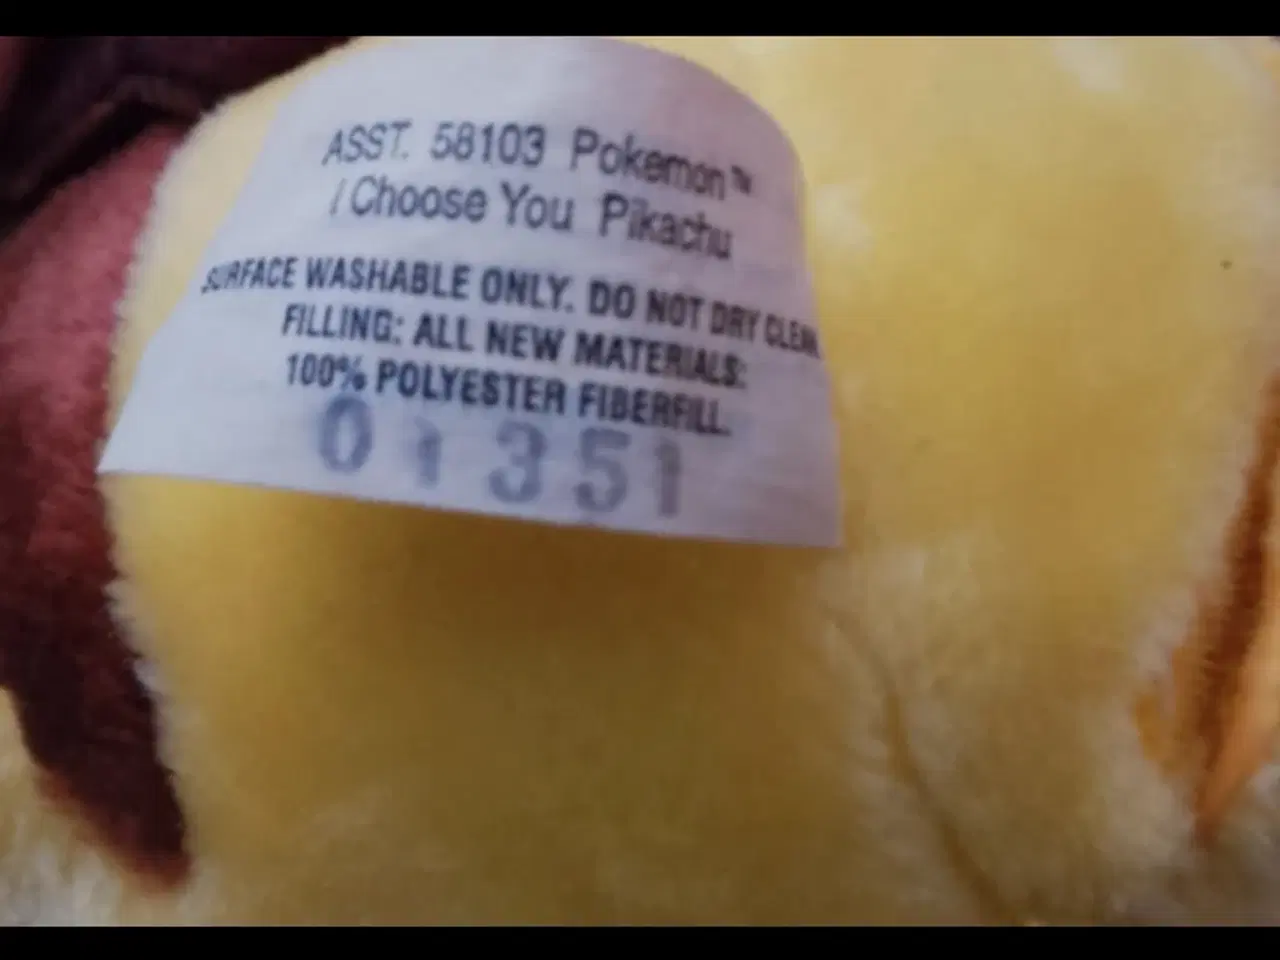 ASST. 58103 Pokemon™
I Choose You Pikachu
SURFACE WASHABLE ONLY. DO NOT DRY CLEAN
FILLING: ALL NEW MATERIALS:
100% POLYESTER FIBERFILL.
01351